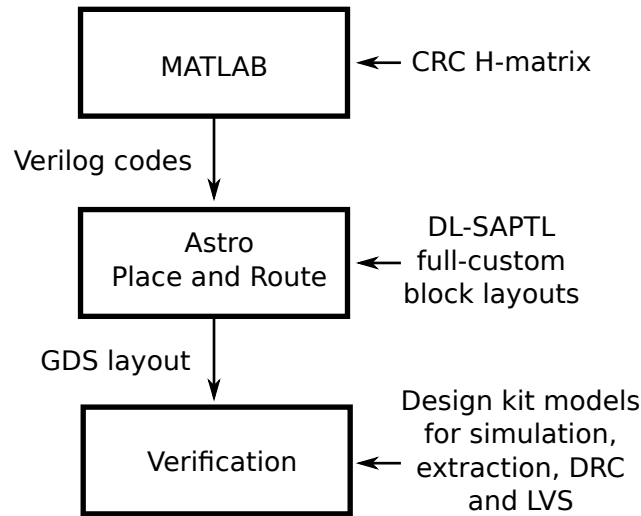 MATLAB
CRC H-matrix
Verilog codes
Astro
Place and Route
DL-SAPTL
full-custom
block layouts
GDS layout
Verification
Design kit models
for simulation,
extraction, DRC
and LVS